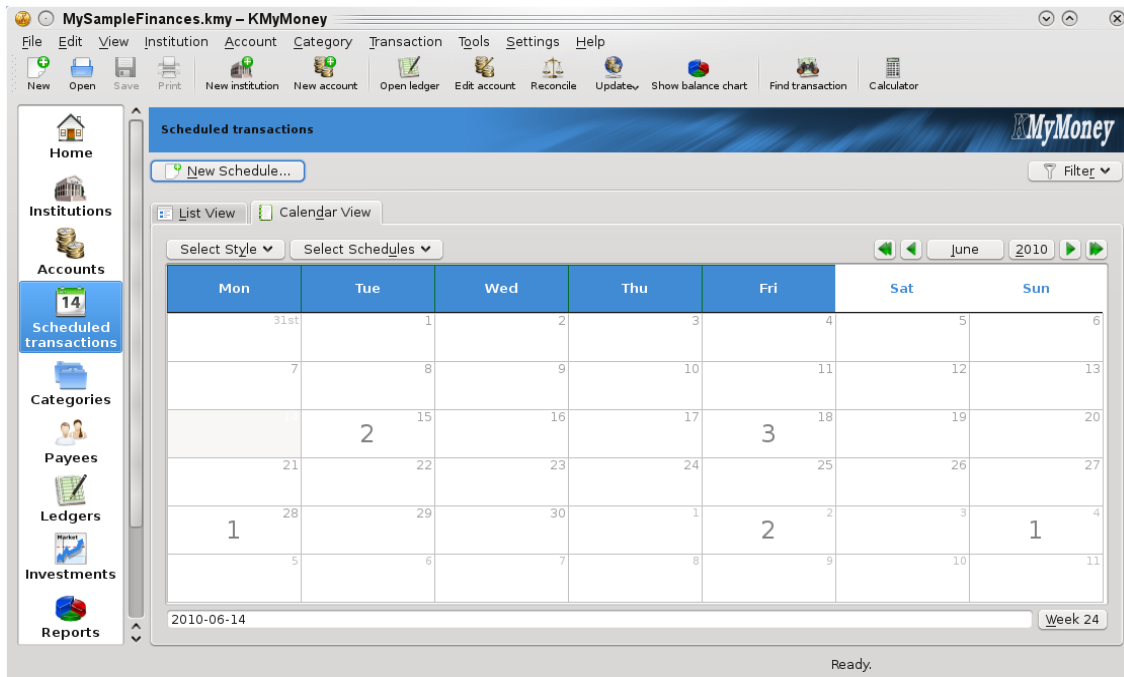 MySampleFinances.kmy – KMyMoney
File Edit View Institution Account Category Transaction Tools Settings Help
New Open Save Print New institution New account Open ledger Edit account Reconcile Update Show balance chart Find transaction Calculator
Home
Institutions
Accounts
14
Scheduled
transactions
Categories
Payees
Ledgers
Market
Investments
Reports
Scheduled transactions
KMyMoney
New Schedule... Filter
List View Calendar View
Select Style Select Schedules June 2010
Mon Tue Wed Thu Fri Sat Sun
31st 1 2 3 4 5 6
7 8 9 10 11 12 13
14 15 16 17 18 19 20
2 3
21 22 23 24 25 26 27
28 29 30 1 2 3 4
1 2 1
5 6 7 8 9 10 11
2010-06-14 Week 24
Ready.